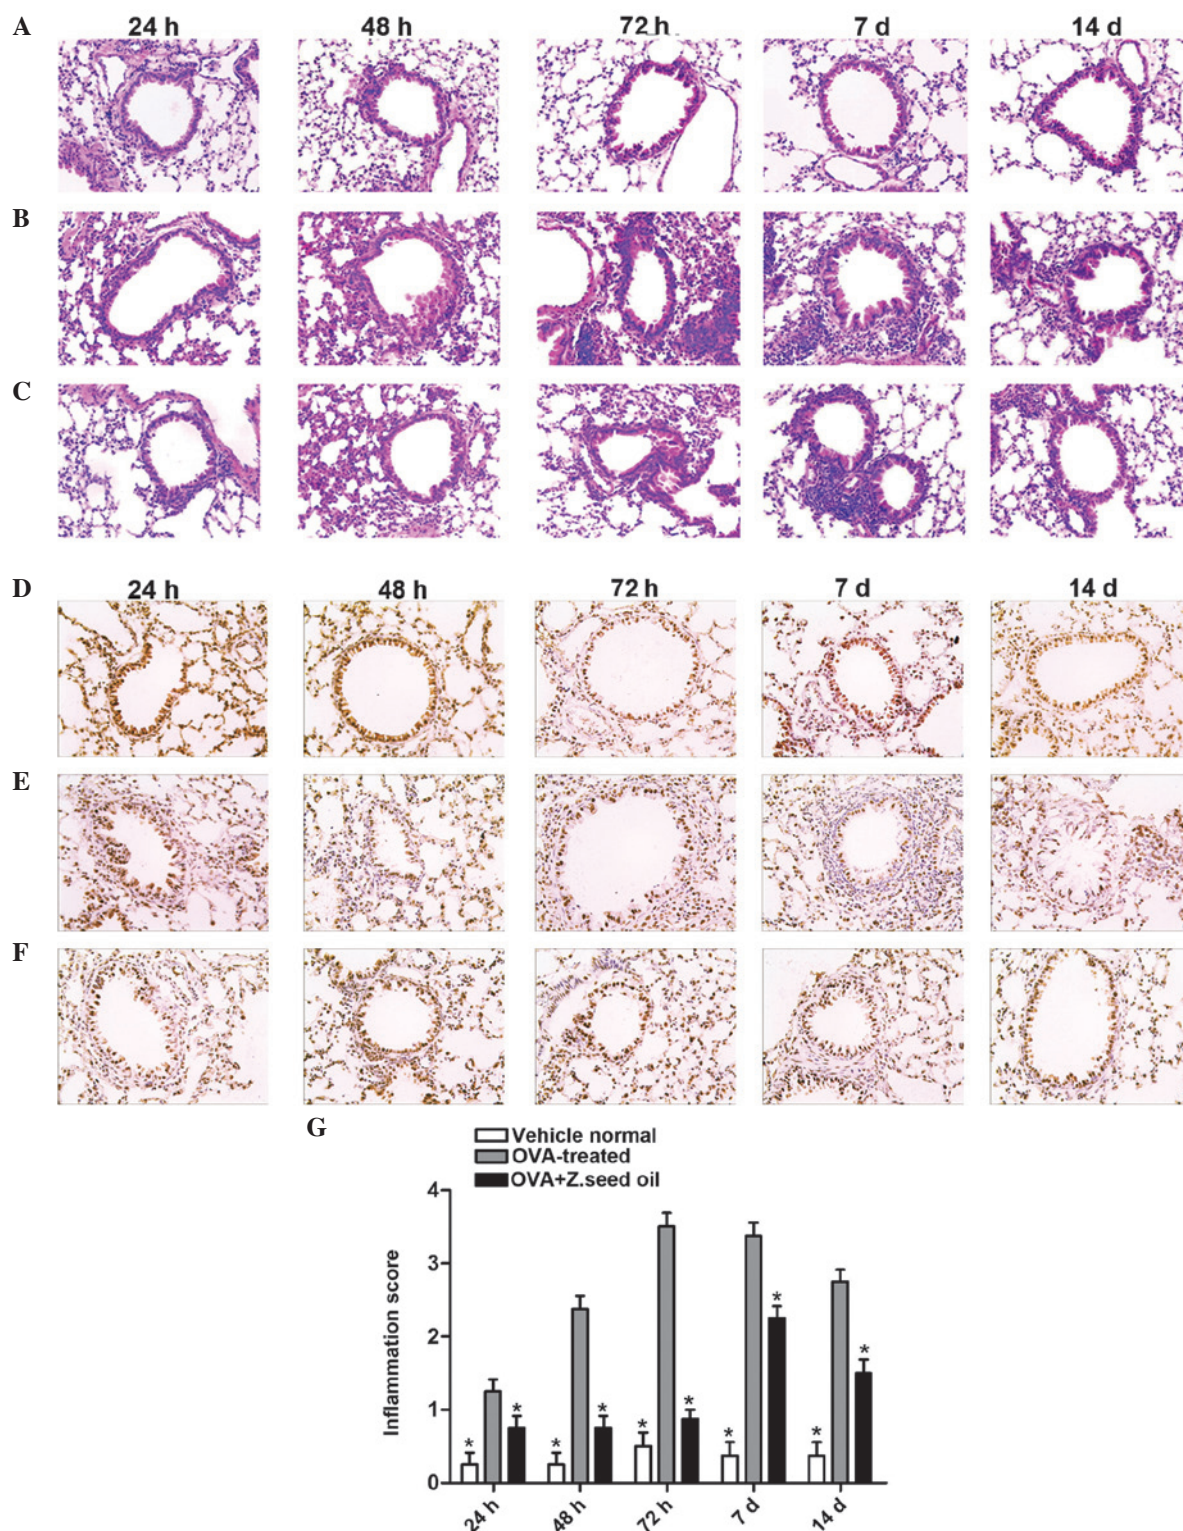 A 24 h 48 h 72 h 7 d 14 d
B
C
D 24 h 48 h 72 h 7 d 14 d
E
F
G
Vehicle normal
OVA-treated
OVA+Z.seed oil
Inflammation score
4
3
2
1
0
* * * * * * * * * *
24 h 48 h 72 h 7 d 14 d